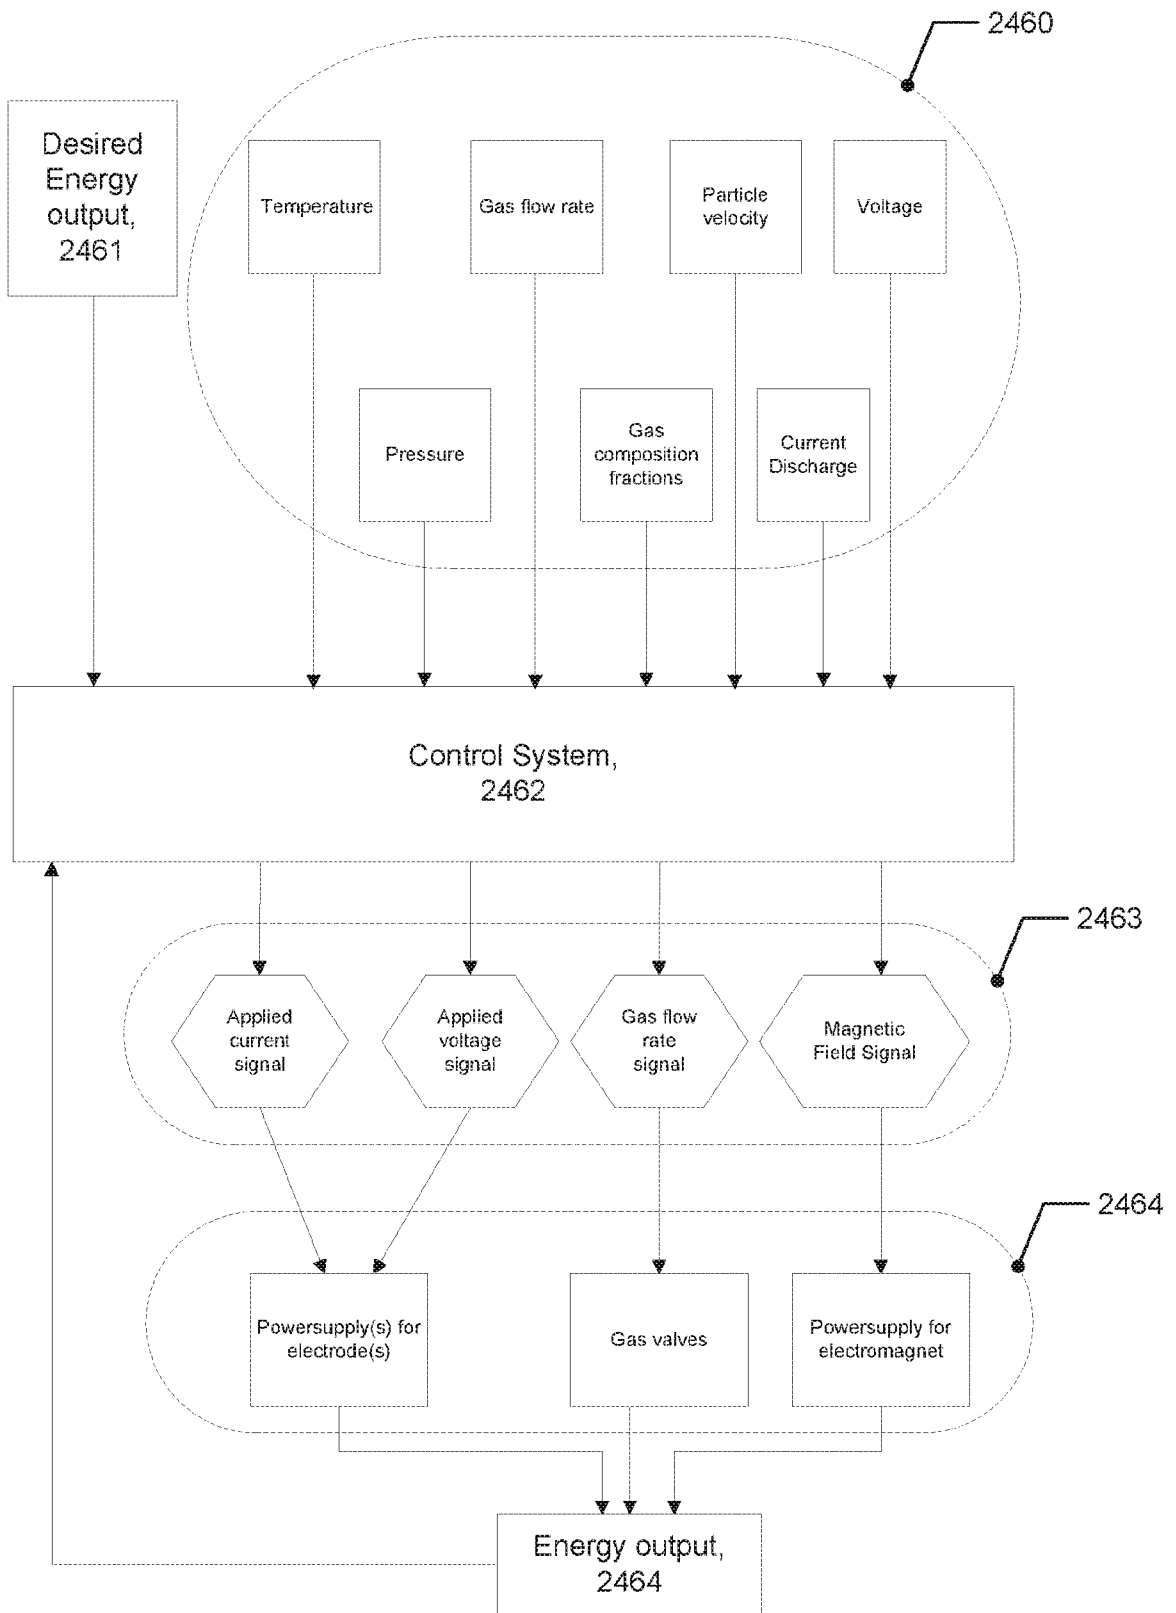 2460
Desired
Energy
output,
2461
Temperature
Gas flow rate
Particle
velocity
Voltage
Pressure
Gas
composition
fractions
Current
Discharge
Control System,
2462
2463
Applied
current
signal
Applied
voltage
signal
Gas flow
rate
signal
Magnetic
Field Signal
2464
Powersupply(s) for
electrode(s)
Gas valves
Powersupply for
electromagnet
Energy output,
2464